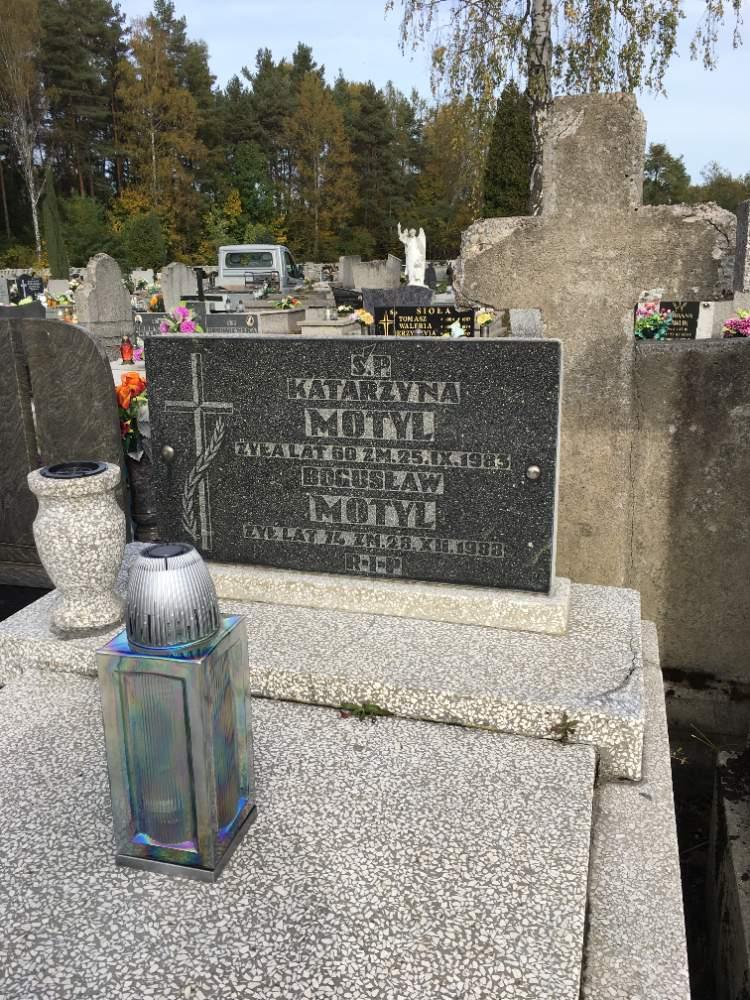 Ś.P.
KATARZYNA
MOTYL
ŻYŁA LAT 60 ZM. 25.IX.1983
BOGUSŁAW
MOTYL
ŻYŁ LAT 74 ZM. 28.XII.1988
R.I.P
SIOŁA
TOMASZ
WALERIA